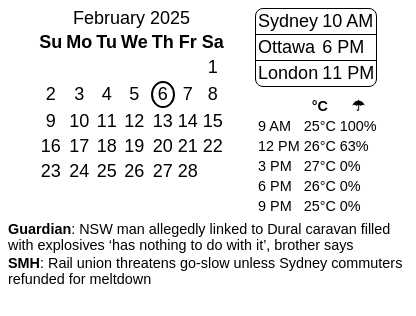 February 2025
Su Mo Tu We Th Fr Sa
1
2 3 4 5 6 7 8
9 10 11 12 13 14 15
16 17 18 19 20 21 22
23 24 25 26 27 28
Sydney 10 AM
Ottawa 6 PM
London 11 PM
°C ☂
9 AM 25°C 100%
12 PM 26°C 63%
3 PM 27°C 0%
6 PM 26°C 0%
9 PM 25°C 0%
Guardian: NSW man allegedly linked to Dural caravan filled
with explosives ‘has nothing to do with it’, brother says
SMH: Rail union threatens go-slow unless Sydney commuters
refunded for meltdown